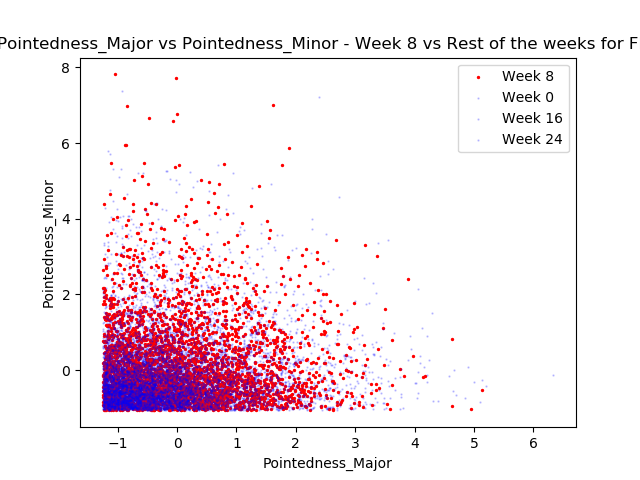 Pointedness_Major vs Pointedness_Minor - Week 8 vs Rest of the weeks for F
8
6
4
2
0
Pointedness_Minor
Week 8
Week 0
Week 16
Week 24
−1 0 1 2 3 4 5 6
Pointedness_Major